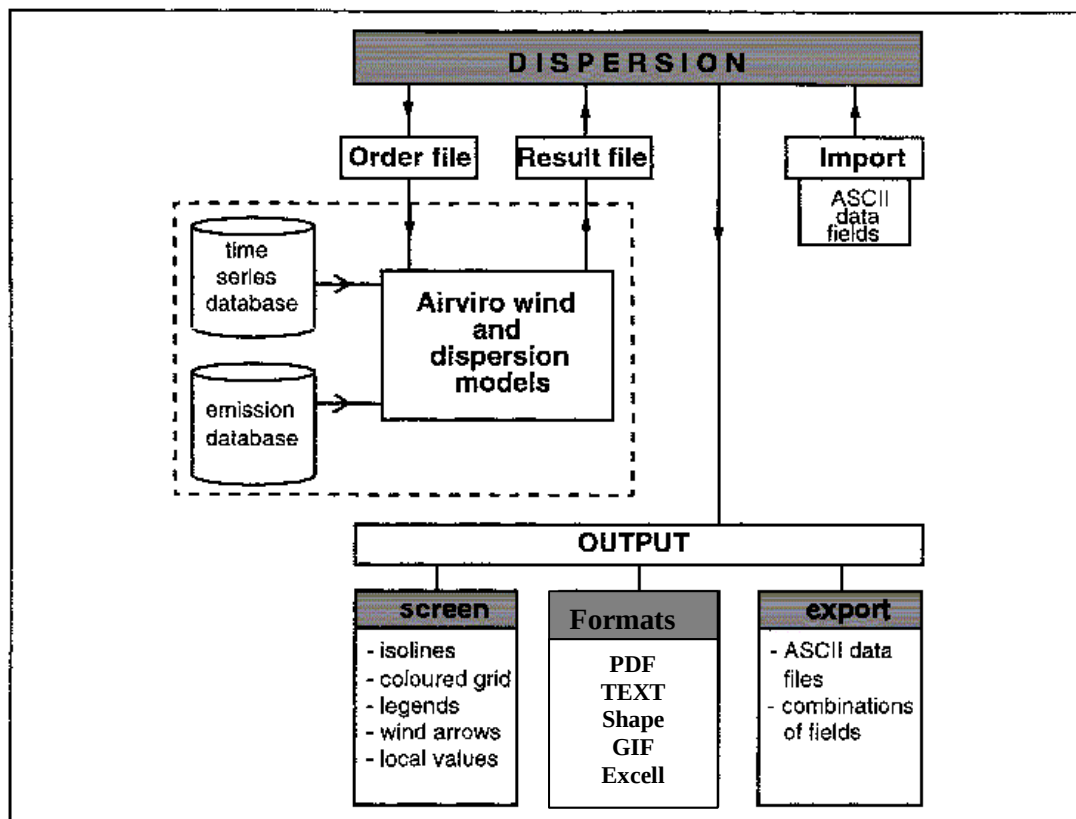 DISPERSION
Order file
Result file
Import
ASCII
data
fields
time
series
database
Airviro wind
and
dispersion
models
emission
database
OUTPUT
screen
- isolines
- coloured grid
- legends
- wind arrows
- local values
Formats
PDF
TEXT
Shape
GIF
Excell
export
- ASCII data
files
- combinations
of fields